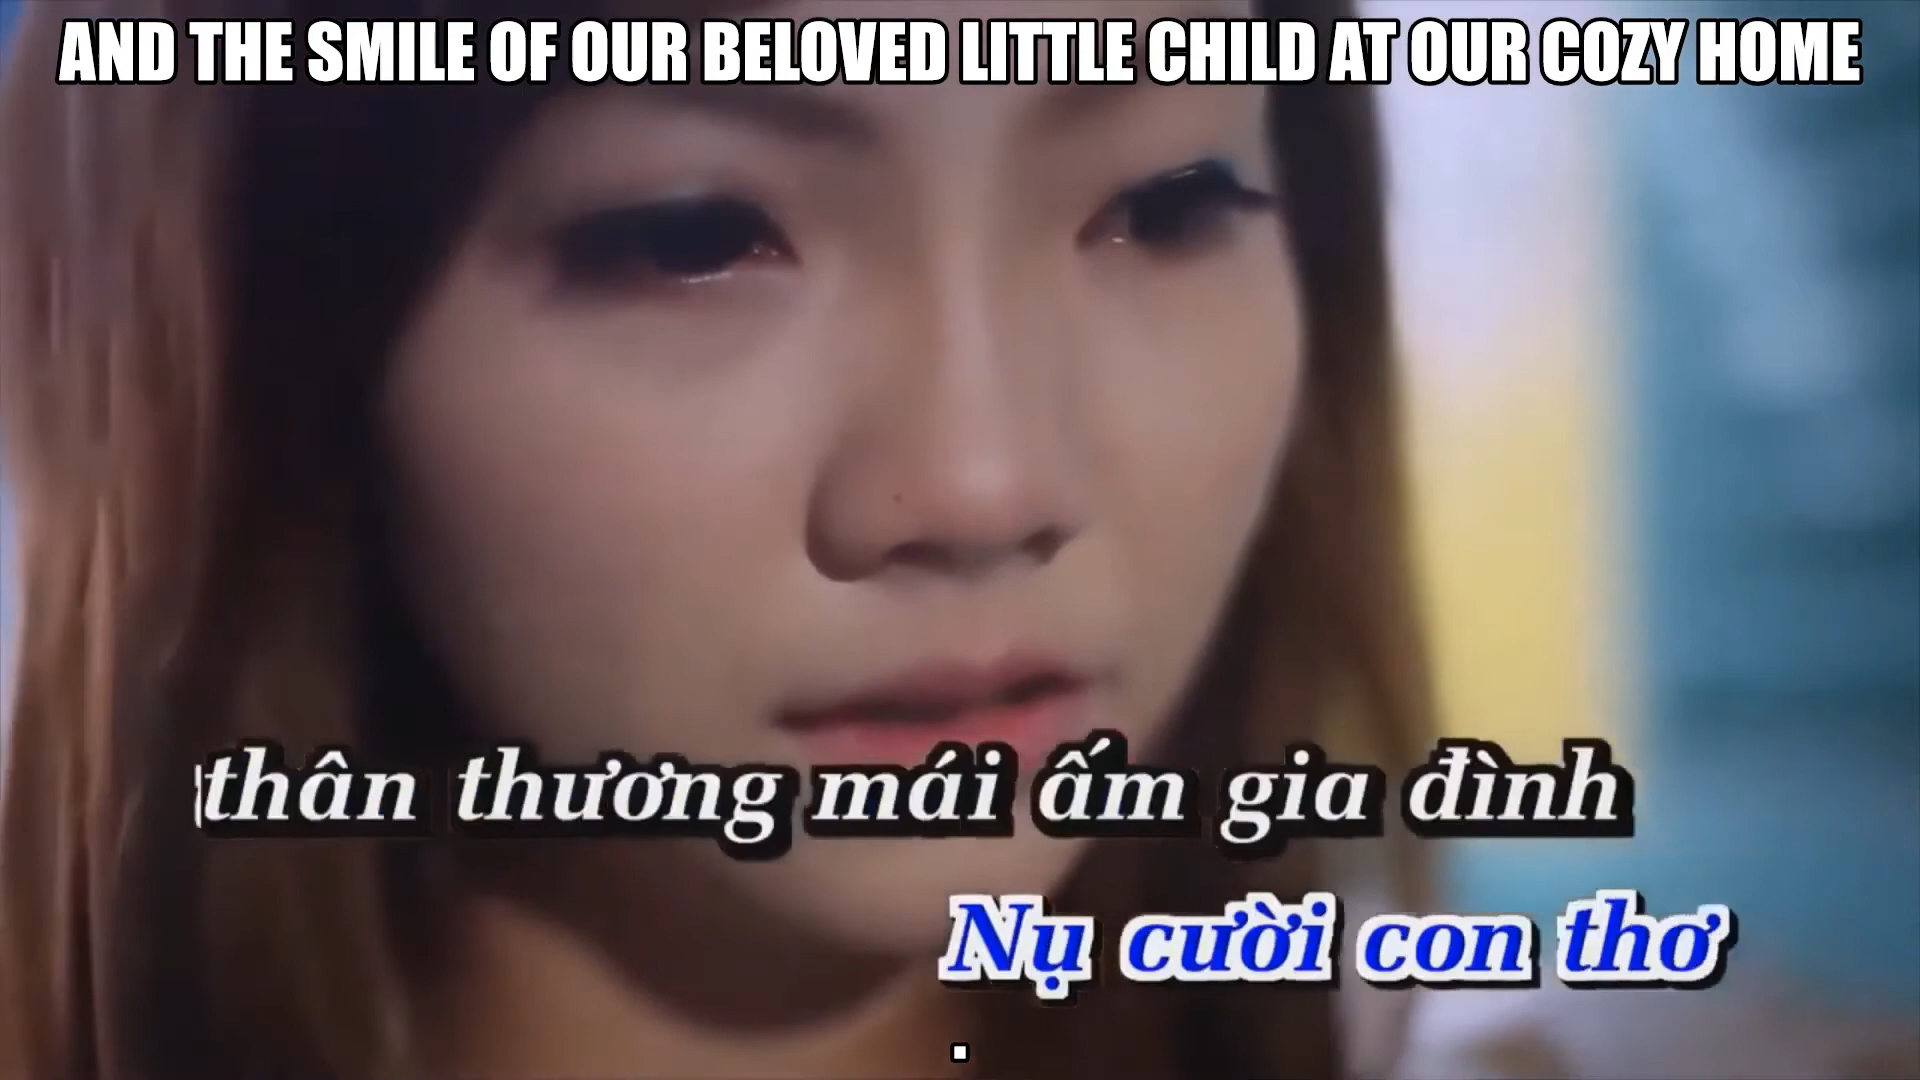 AND THE SMILE OF OUR BELOVED LITTLE CHILD AT OUR COZY HOME
thân thương mái ấm gia đình
Nụ cười con thơ
.